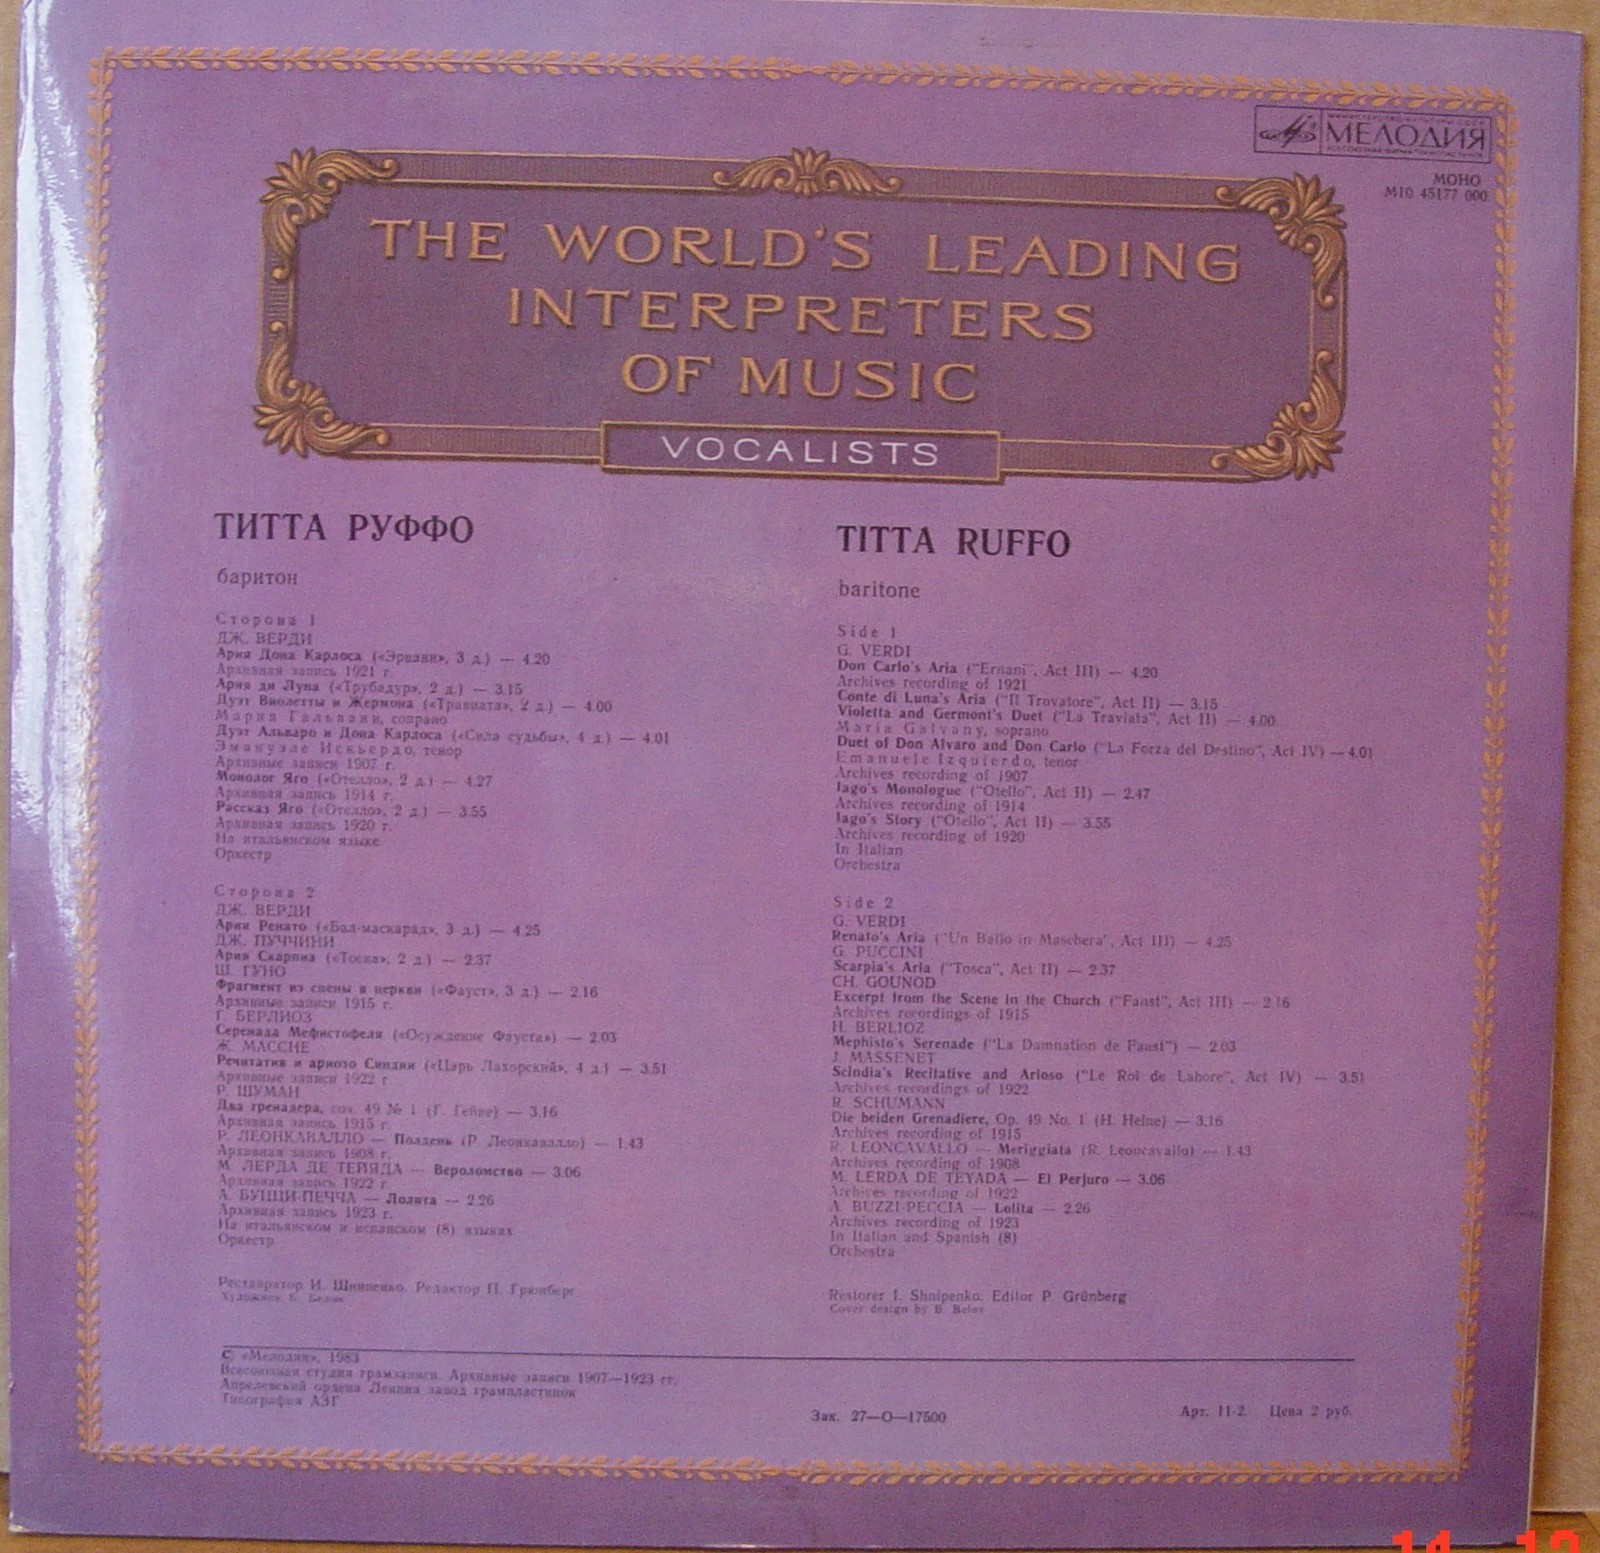 МЕЛОДИЯ
МОНО
М10 45177 000
THE WORLD'S LEADING
INTERPRETERS
OF MUSIC
VOCALISTS
ТИТТА РУФФО
баритон
Сторона 1
ДЖ. ВЕРДИ
Ария Дона Карлоса («Эрнани», 3 д.) — 4.20
Архивная запись 1921 г.
Ария ди Луна («Трубадур», 2 д.) — 3.15
Дуэт Виолетты и Жермона («Травиата», 2 д.) — 4.00
Мария Гальвани, сопрано
Дуэт Альваро и Дона Карлоса («Сила судьбы», 4 д.) — 4.01
Эмануэле Искьердо, тенор
Архивные записи 1907 г.
Монолог Яго («Отелло», 2 д.) — 4.27
Архивная запись 1914 г.
Рассказ Яго («Отелло», 2 д.) — 3.55
Архивная запись 1920 г.
На итальянском языке
Оркестр
Сторона 2
ДЖ. ВЕРДИ
Ария Ренато («Бал-маскарад», 3 д.) — 4.25
ДЖ. ПУЧЧИНИ
Ария Скарпиа («Тоска», 2 д.) — 2.37
Ш. ГУНО
Фрагмент из сцены в церкви («Фауст», 3 д.) — 2.16
Архивные записи 1915 г.
Г. БЕРЛИОЗ
Серенада Мефистофеля («Осуждение Фауста») — 2.03
Ж. МАССНЕ
Речитатив и ариозо Синдии («Царь Лахорский», 4 д.) — 3.51
Архивные записи 1922 г.
Р. ШУМАН
Два гренадера, соч. 49 № 1 (Г. Гейне) — 3.16
Архивная запись 1915 г.
Р. ЛЕОНКАВАЛЛО — Полдень (Р. Леонкавалло) — 1.43
Архивная запись 1908 г.
М. ЛЕРДА ДЕ ТЕЙЯДА — Вероломство — 3.06
Архивная запись 1922 г.
А. БУЦЦИ-ПЕЧЧА — Лолита — 2.26
Архивная запись 1923 г.
На итальянском и испанском (8) языках
Оркестр
Реставратор И. Шнипенко. Редактор П. Грюнберг
Художник Б. Белов
TITTA RUFFO
baritone
Side 1
G. VERDI
Don Carlo's Aria ("Ernani", Act III) — 4.20
Archives recording of 1921
Conte di Luna's Aria ("Il Trovatore", Act II) — 3.15
Violetta and Germont's Duet ("La Traviata", Act II) — 4.00
Maria Galvany, soprano
Duet of Don Alvaro and Don Carlo ("La Forza del Destino", Act IV) — 4.01
Emanuele Izquierdo, tenor
Archives recording of 1907
Iago's Monologue ("Otello", Act II) — 2.47
Archives recording of 1914
Iago's Story ("Otello", Act II) — 3.55
Archives recording of 1920
In Italian
Orchestra
Side 2
G. VERDI
Renato's Aria ("Un Ballo in Maschera", Act III) — 4.25
G. PUCCINI
Scarpia's Aria ("Tosca", Act II) — 2.37
CH. GOUNOD
Excerpt from the Scene in the Church ("Faust", Act III) — 2.16
Archives recordings of 1915
H. BERLIOZ
Mephisto's Serenade ("La Damnation de Faust") — 2.03
J. MASSENET
Scindia's Recitative and Arioso ("Le Roi de Lahore", Act IV) — 3.51
Archives recordings of 1922
R. SCHUMANN
Die beiden Grenadiere, Op. 49 No. 1 (H. Heine) — 3.16
Archives recording of 1915
R. LEONCAVALLO — Meriggiata (R. Leoncavallo) — 1.43
Archives recording of 1908
M. LERDA DE TEYADA — El Perjuro — 3.06
Archives recording of 1922
A. BUZZI-PECCIA — Lolita — 2.26
Archives recording of 1923
In Italian and Spanish (8)
Orchestra
Restorer I. Shnipenko. Editor P. Grünberg
Cover design by B. Belov
© «Мелодия», 1983
Всесоюзная студия грамзаписи. Архивные записи 1907—1923 гг.
Апрелевский ордена Ленина завод грампластинок
Типография АЗГ
Зак. 27—О—17500
Арт. 11-2. Цена 2 руб.